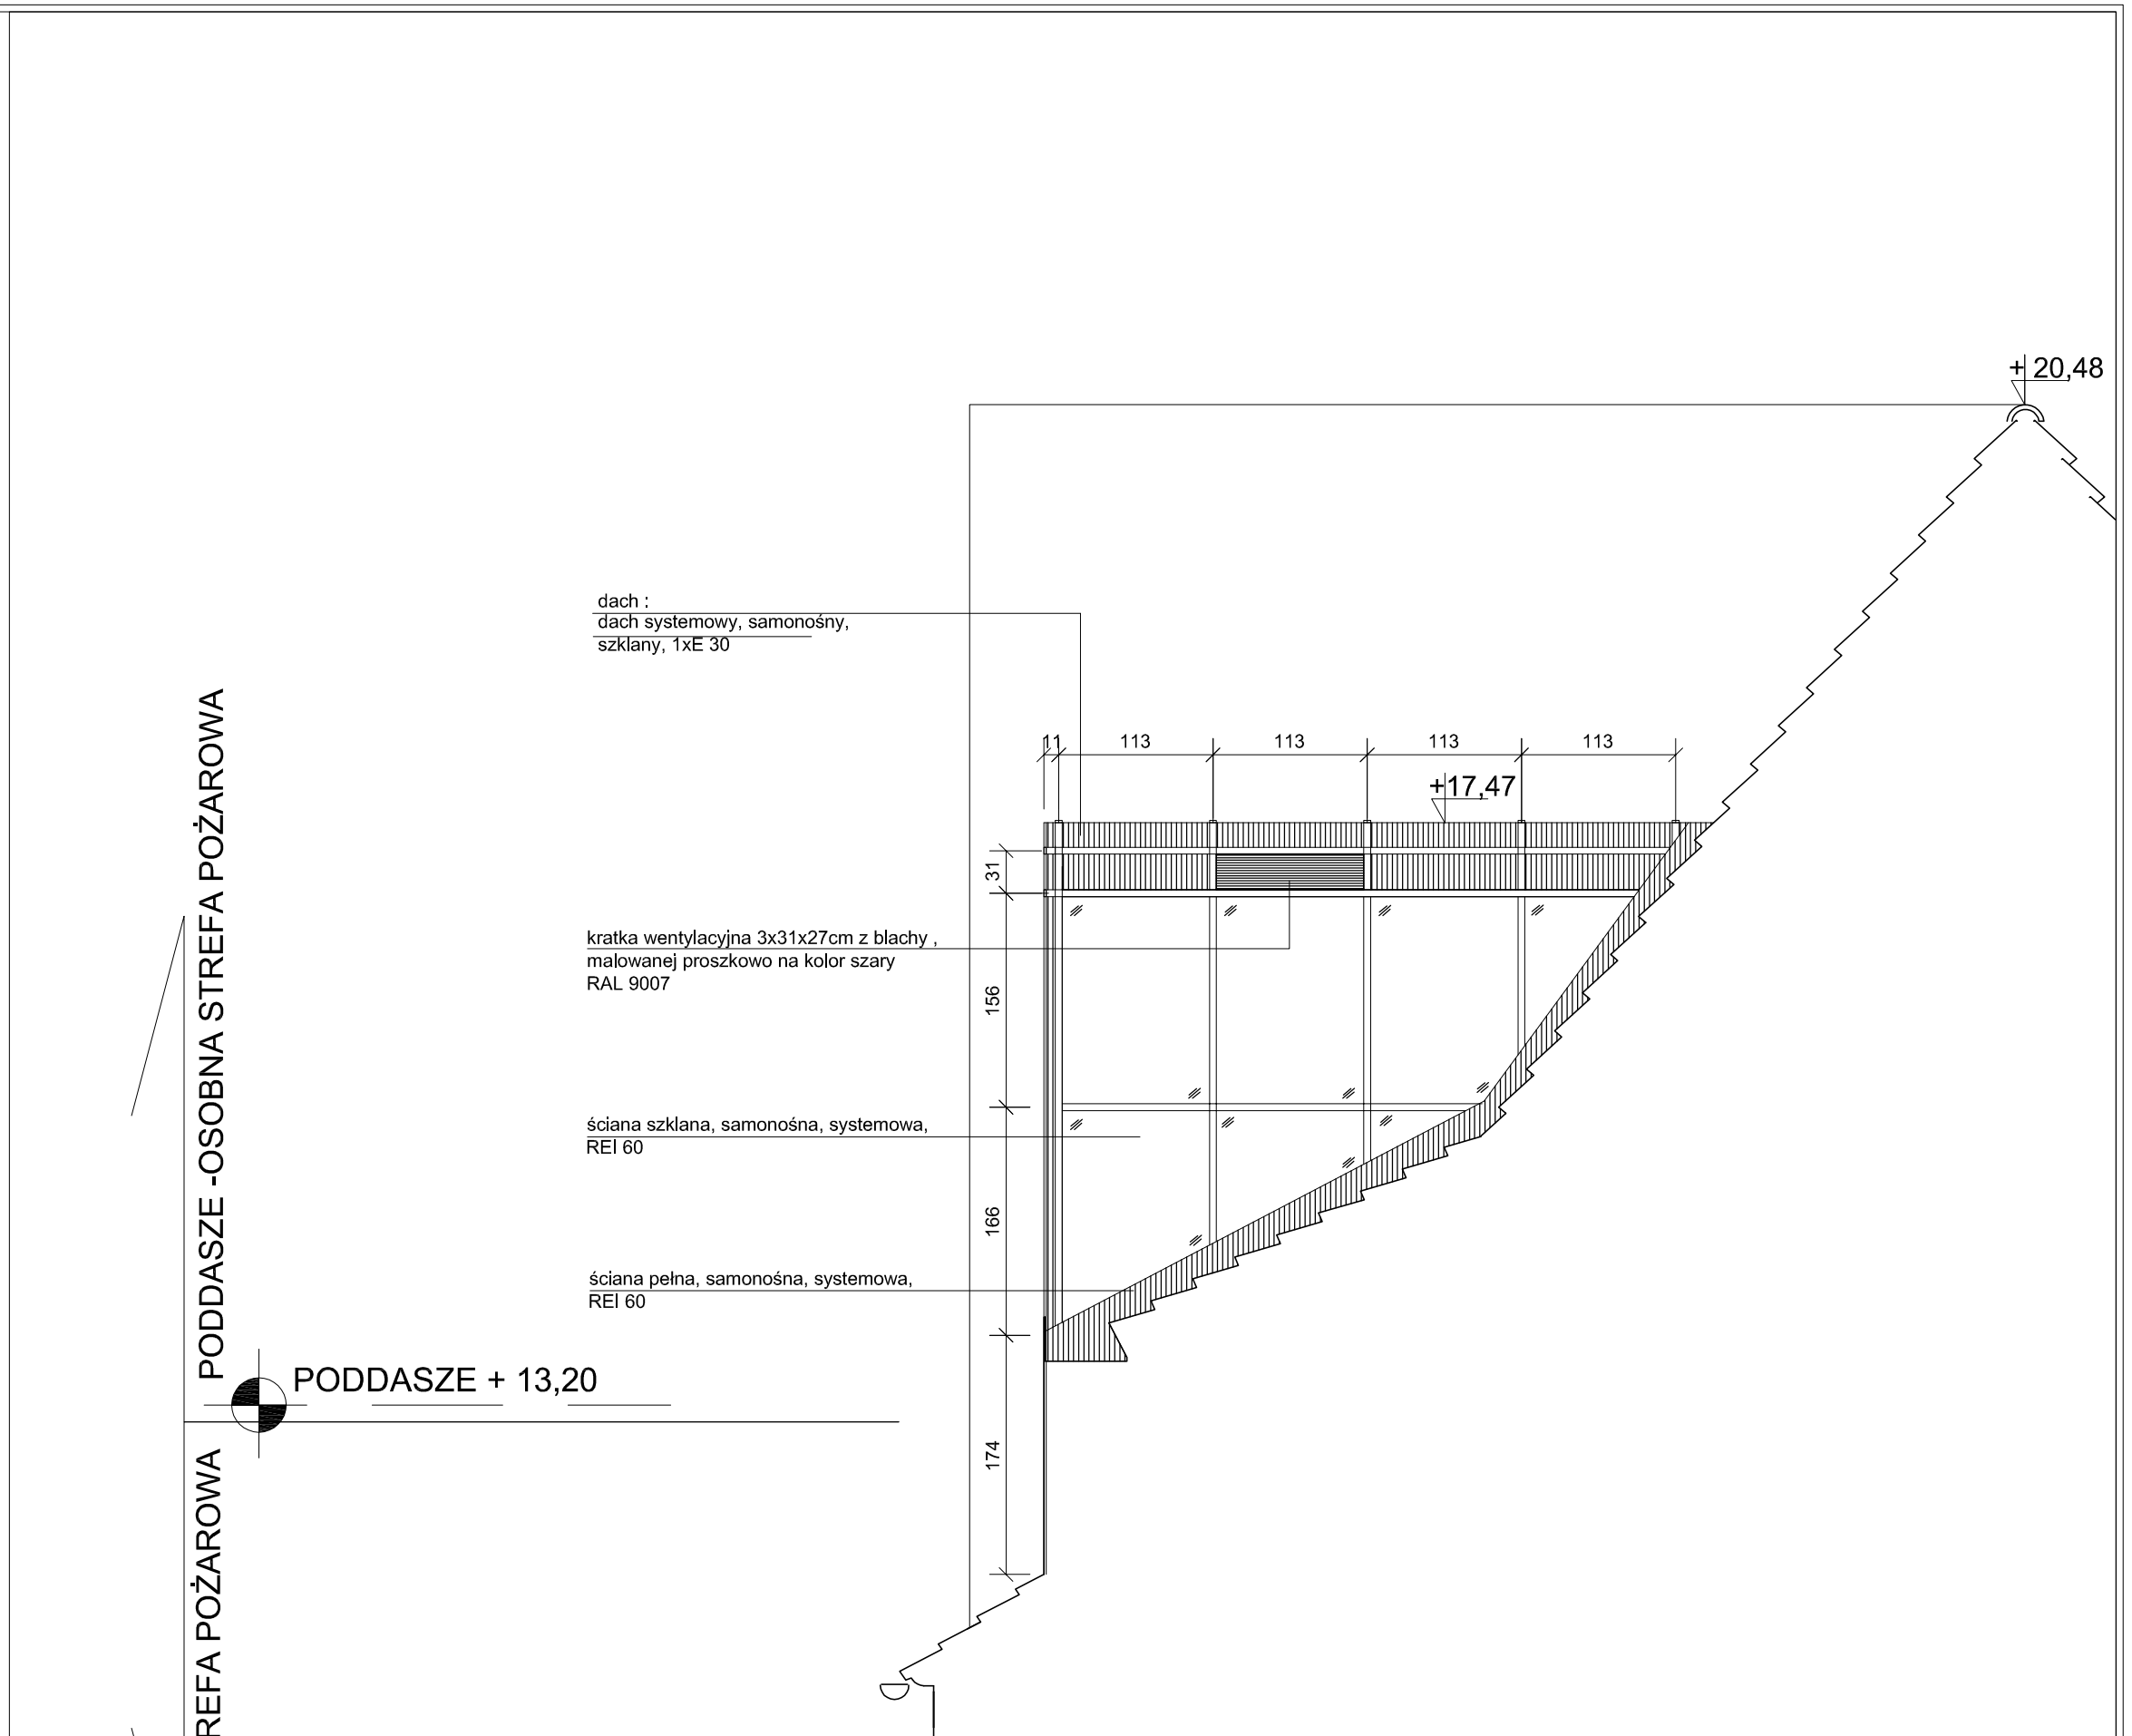 + 20,48
dach :
dach systemowy, samonośny,
szklany, 1xE 30
11 113 113 113 113
+17,47
31
kratka wentylacyjna 3x31x27cm z blachy ,
malowanej proszkowo na kolor szary
RAL 9007
156
ściana szklana, samonośna, systemowa,
REI 60
166
ściana pełna, samonośna, systemowa,
REI 60
PODDASZE -OSOBNA STREFA POŻAROWA
PODDASZE + 13,20
174
REFA POŻAROWA